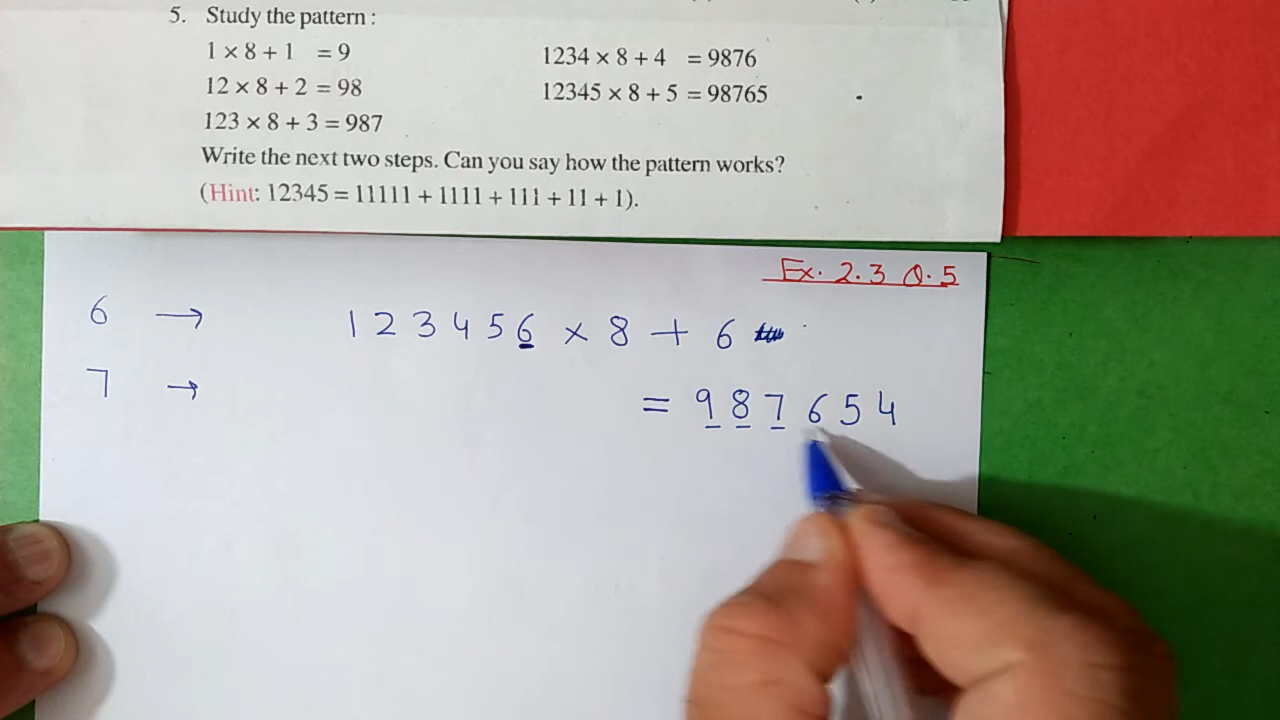 5. Study the pattern :
1 × 8 + 1 = 9
1234 × 8 + 4 = 9876
12 × 8 + 2 = 98
12345 × 8 + 5 = 98765
123 × 8 + 3 = 987
Write the next two steps. Can you say how the pattern works?
(Hint: 12345 = 11111 + 1111 + 111 + 11 + 1).
Ex. 2.3 Q.5
6 → 123456 × 8 + 6
7 → = 987654